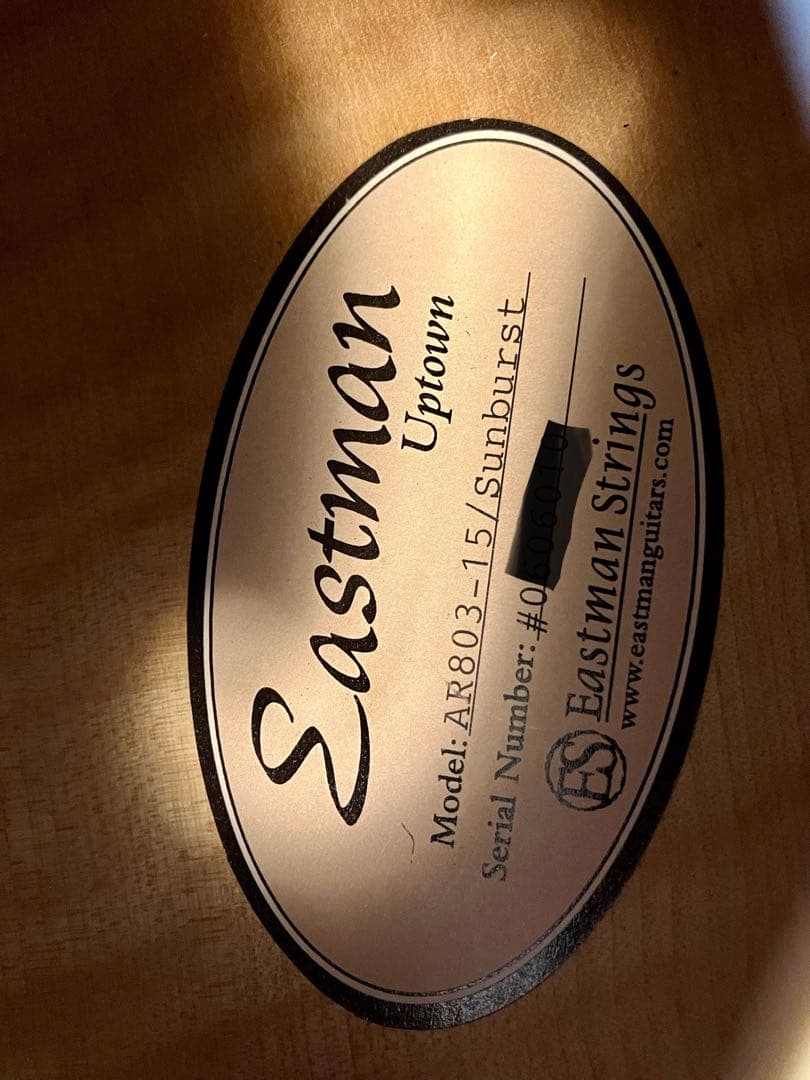 Eastman
Uptown
Model: AR803-15/Sunburst
Serial Number: #0
ES Eastman Strings
www.eastmanguitars.com